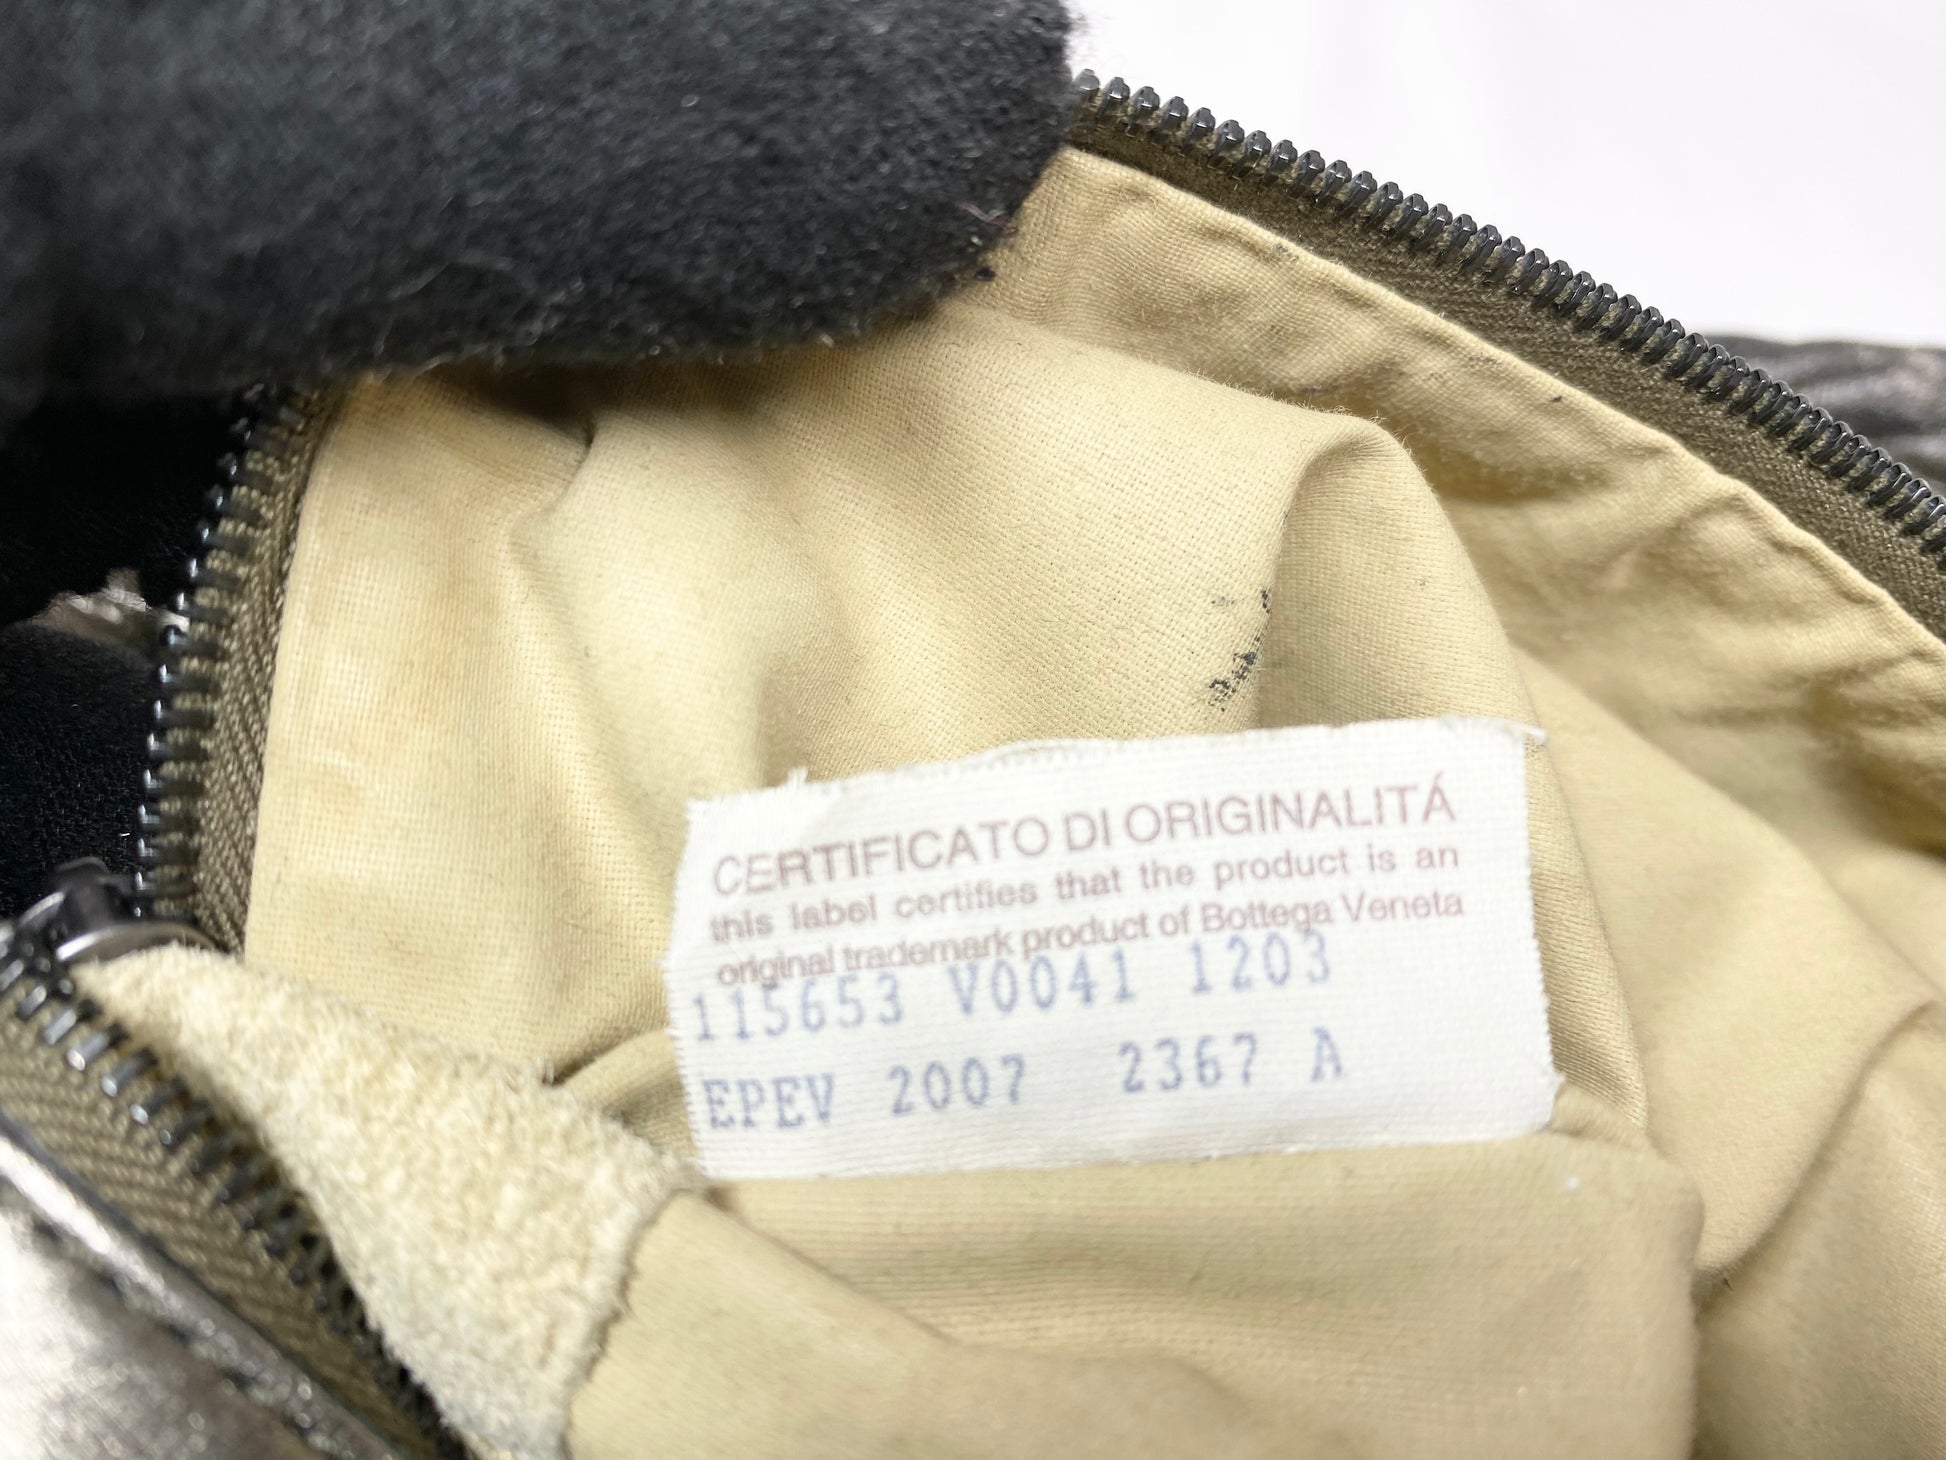 CERTIFICATO DI ORIGINALITÁ
this label certifies that the product is an
original trademark product of Bottega Veneta
115653 V0041 1203
EPEV 2007 2367 A